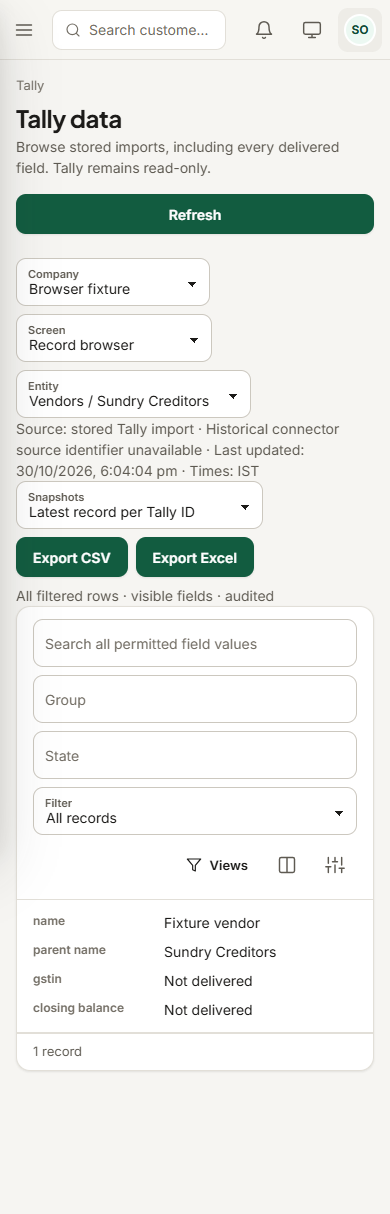 Search custome...
SO
Tally
Tally data
Browse stored imports, including every delivered
field. Tally remains read-only.
Refresh
Company
Browser fixture
Screen
Record browser
Entity
Vendors / Sundry Creditors
Source: stored Tally import · Historical connector
source identifier unavailable · Last updated:
30/10/2026, 6:04:04 pm · Times: IST
Snapshots
Latest record per Tally ID
Export CSV
Export Excel
All filtered rows · visible fields · audited
Search all permitted field values
Group
State
Filter
All records
Views
name Fixture vendor
parent name Sundry Creditors
gstin Not delivered
closing balance Not delivered
1 record